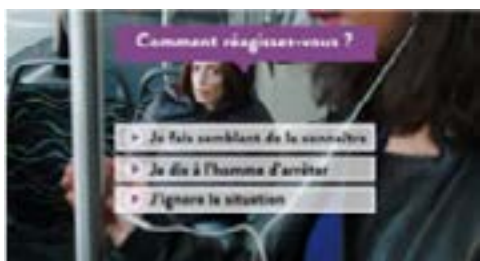 Comment réagissez-vous ?
Je fais semblant de la connaître
Je dis à l'homme d'arrêter
J'ignore la situation